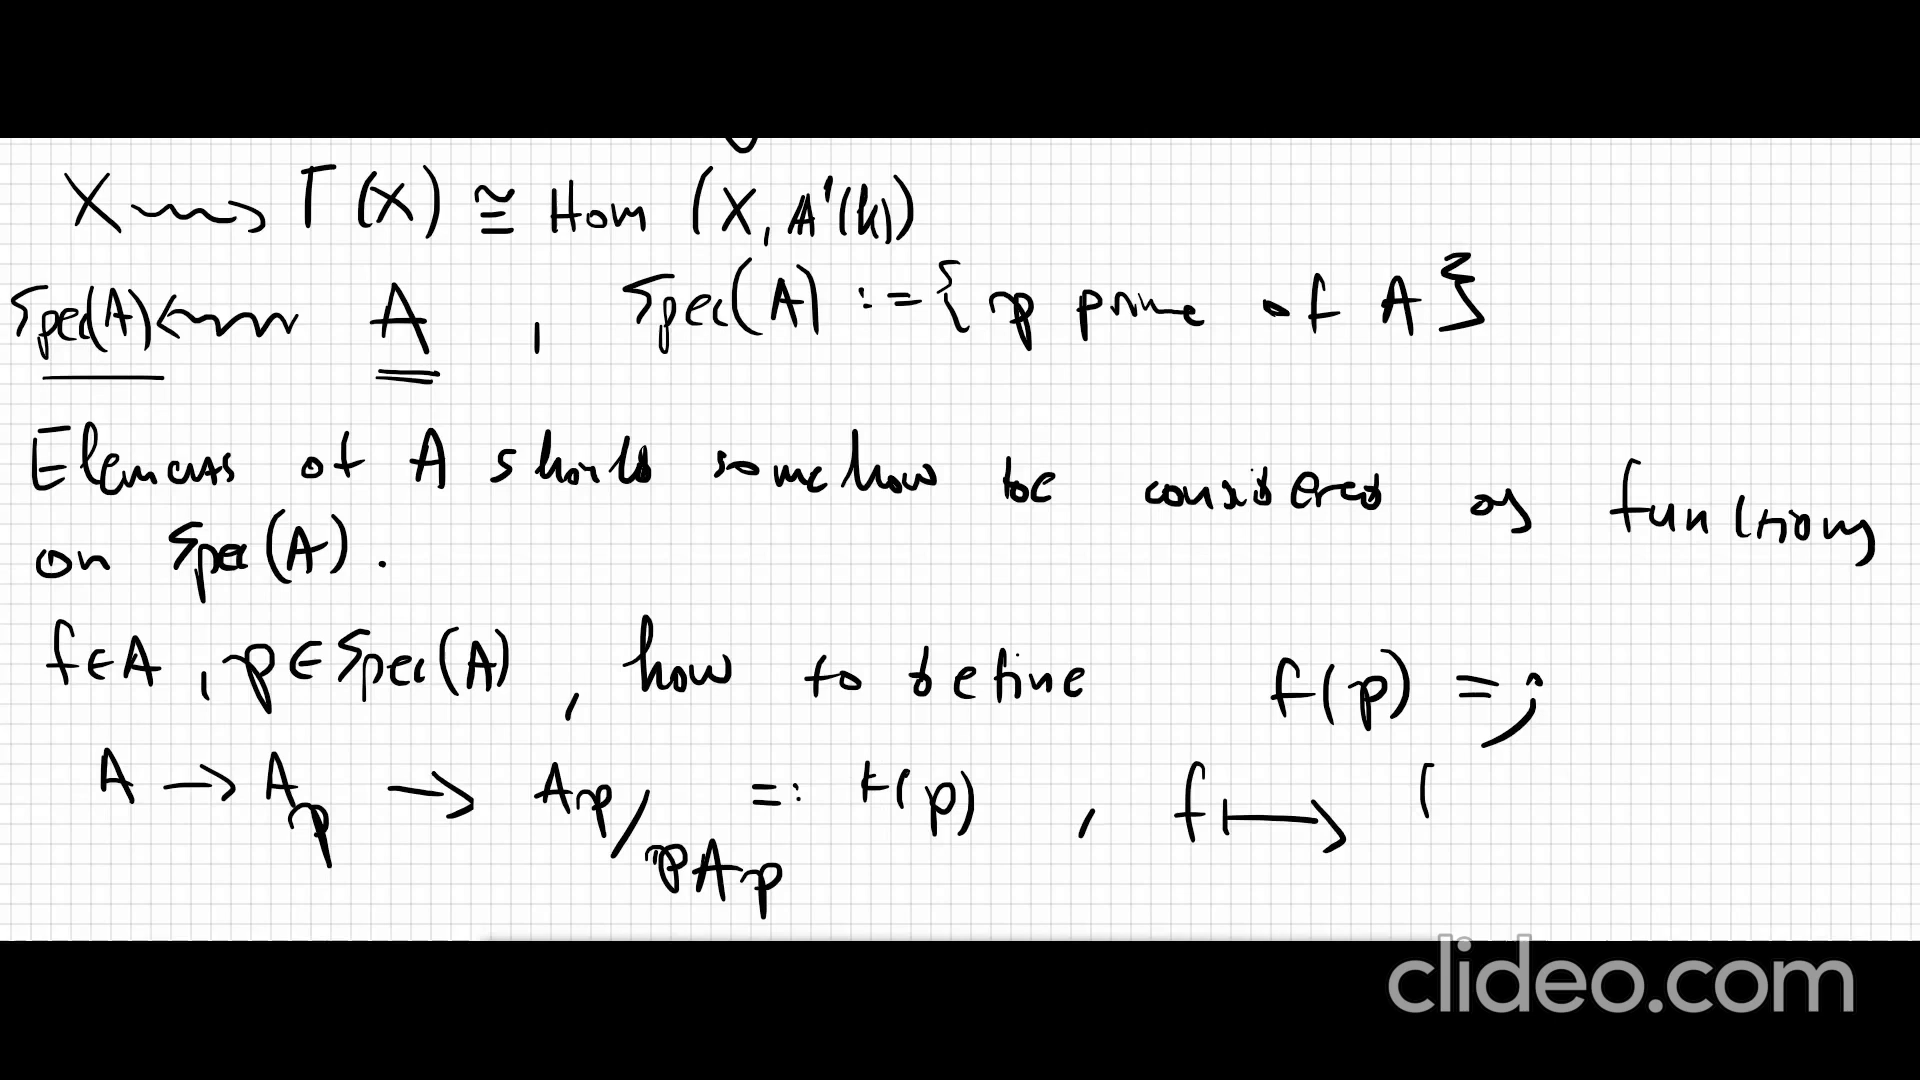 X ⇝ Γ(X) ≅ Hom (X, 𝔸¹(k))
Spec(A) ⇜ A , Spec(A) := { p prime of A }
Elements of A should somehow be considered as functions
on Spec(A).
f ∈ A , p ∈ Spec(A) , how to define f(p) = ;
A → A_p → A_p / pA_p =: k(p) , f ↦ (
clideo.com